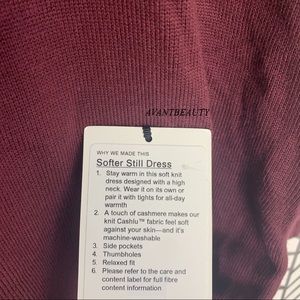 AVANTBEAUTY
WHY WE MADE THIS
Softer Still Dress
1. Stay warm in this soft knit
dress designed with a high
neck. Wear it on its own or
pair it with tights for all-day
warmth
2. A touch of cashmere makes our
knit Cashlu™ fabric feel soft
against your skin—and it's
machine-washable
3. Side pockets
4. Thumbholes
5. Relaxed fit
6. Please refer to the care and
content label for full fibre
content information